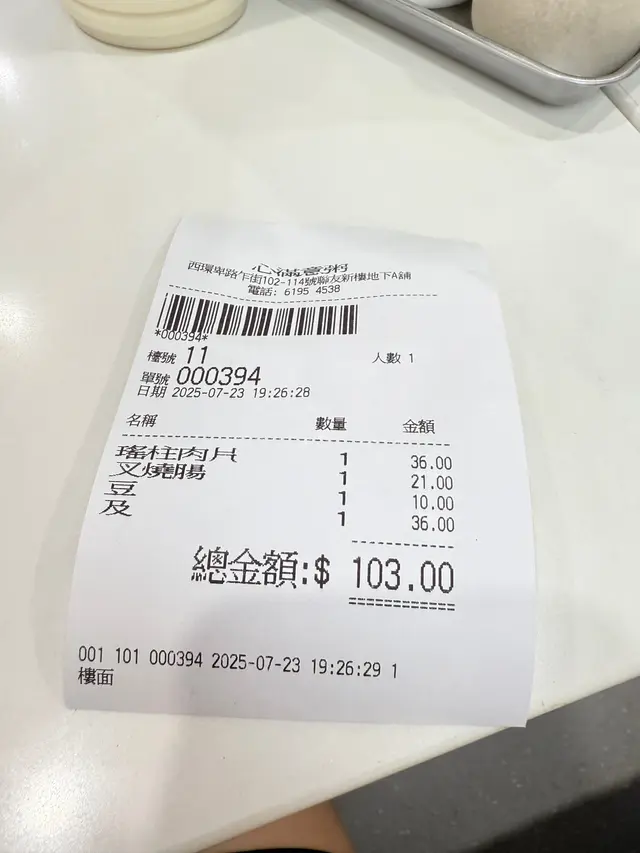 心滿意粥
西環卑路乍街102-114號聯友新樓地下A舖
電話: 6195 4538
*000394*
檯號 11 人數 1
單號 000394
日期 2025-07-23 19:26:28
名稱 數量 金額
瑤柱肉片 1 36.00
叉燒腸 1 21.00
豆 1 10.00
及 1 36.00
總金額:$ 103.00
001 101 000394 2025-07-23 19:26:29 1
樓面